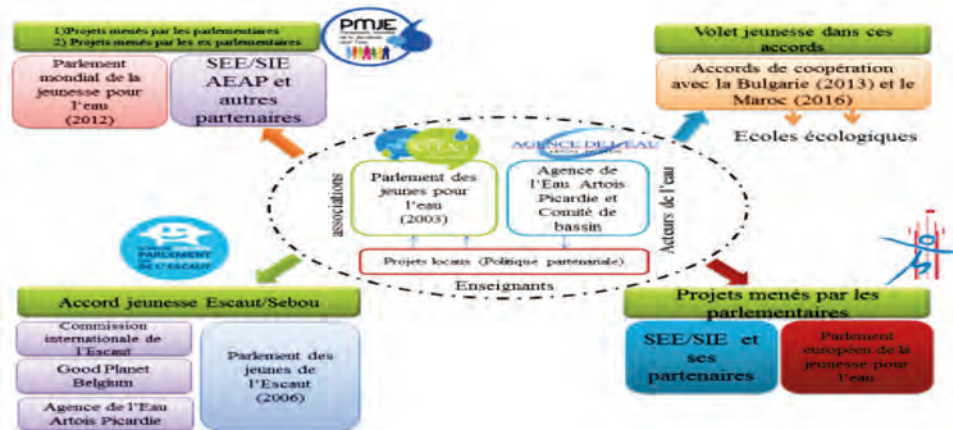 1)Projets menés par les parlementaires
2) Projets menés par les ex parlementaires
Parlement
mondial de la
jeunesse pour
l'eau
(2012)
SEE/SIE
AEAP et
autres
partenaires
PMJE
Volet jeunesse dans ces
accords
Accords de coopération
avec la Bulgarie (2013) et le
Maroc (2016)
Ecoles écologiques
associations
Parlement des
jeunes pour
l'eau
(2003)
AGENCE DE L'EAU
ARTOIS PICARDIE
Agence de
l'Eau Artois
Picardie et
Comité de
bassin
Acteurs de l'eau
Projets locaux (Politique partenariale)
Enseignants
PARLEMENT
DE L'ESCAUT
Accord jeunesse Escaut/Sebou
Commission
internationale de
l'Escaut
Good Planet
Belgium
Agence de l'Eau
Artois Picardie
Parlement des
jeunes de
l'Escaut
(2006)
Projets menés par les
parlementaires
SEE/SIE et
ses
partenaires
Parlement
européen de la
jeunesse pour
l'eau